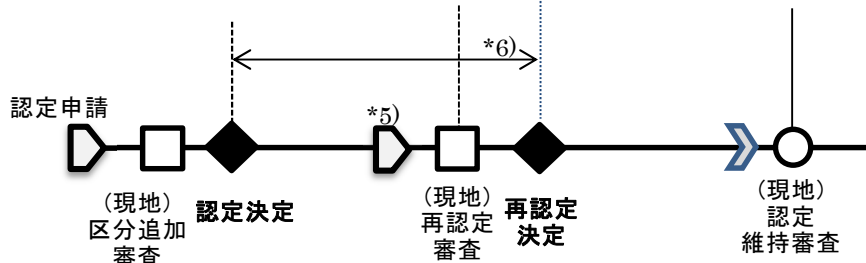 *6)
認定申請
*5)
(現地)
区分追加
審査
認定決定
(現地)
再認定
審査
再認定
決定
(現地)
認定
維持審査